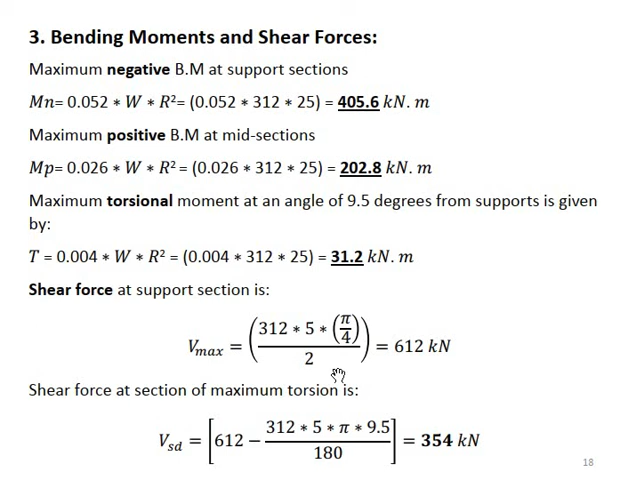 3. Bending Moments and Shear Forces:
Maximum negative B.M at support sections
Mn= 0.052 ∗ W ∗ R²= (0.052 ∗ 312 ∗ 25) = 405.6 kN. m
Maximum positive B.M at mid-sections
Mp= 0.026 ∗ W ∗ R² = (0.026 ∗ 312 ∗ 25) = 202.8 kN. m
Maximum torsional moment at an angle of 9.5 degrees from supports is given
by:
T = 0.004 ∗ W ∗ R² = (0.004 ∗ 312 ∗ 25) = 31.2 kN. m
Shear force at support section is:
V_max = ((312 ∗ 5 ∗ (π/4))/2) = 612 kN
Shear force at section of maximum torsion is:
V_sd = [612 − (312 ∗ 5 ∗ π ∗ 9.5)/180] = 354 kN
18